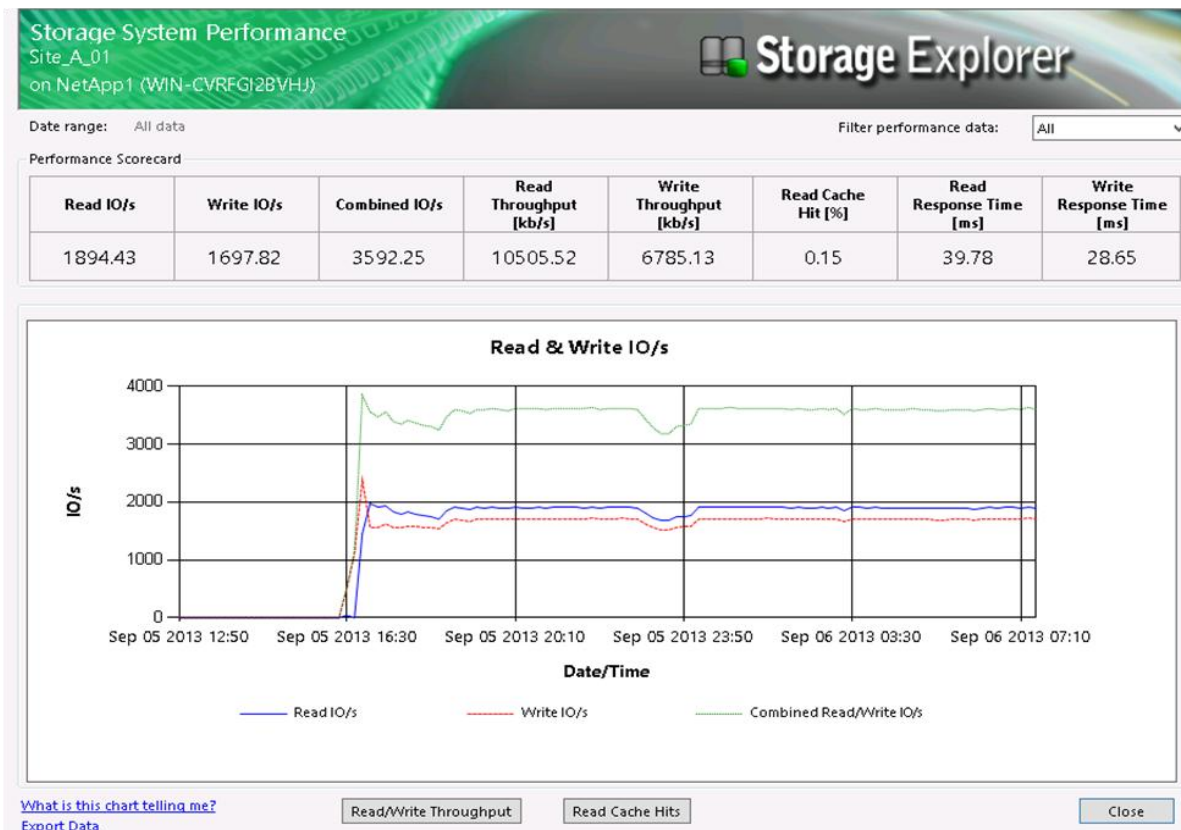 Storage System Performance
Site_A_01
on NetApp1 (WIN-CVRFGI2BVHJ)
Storage Explorer
Date range: All data
Filter performance data: All
Performance Scorecard
Read IO/s Write IO/s Combined IO/s Read Throughput [kb/s] Write Throughput [kb/s] Read Cache Hit [%] Read Response Time [ms] Write Response Time [ms]
1894.43 1697.82 3592.25 10505.52 6785.13 0.15 39.78 28.65
Read & Write IO/s
4000
3000
2000
1000
0
IO/s
Sep 05 2013 12:50 Sep 05 2013 16:30 Sep 05 2013 20:10 Sep 05 2013 23:50 Sep 06 2013 03:30 Sep 06 2013 07:10
Date/Time
Read IO/s Write IO/s Combined Read/Write IO/s
What is this chart telling me?
Read/Write Throughput Read Cache Hits Close
Export Data